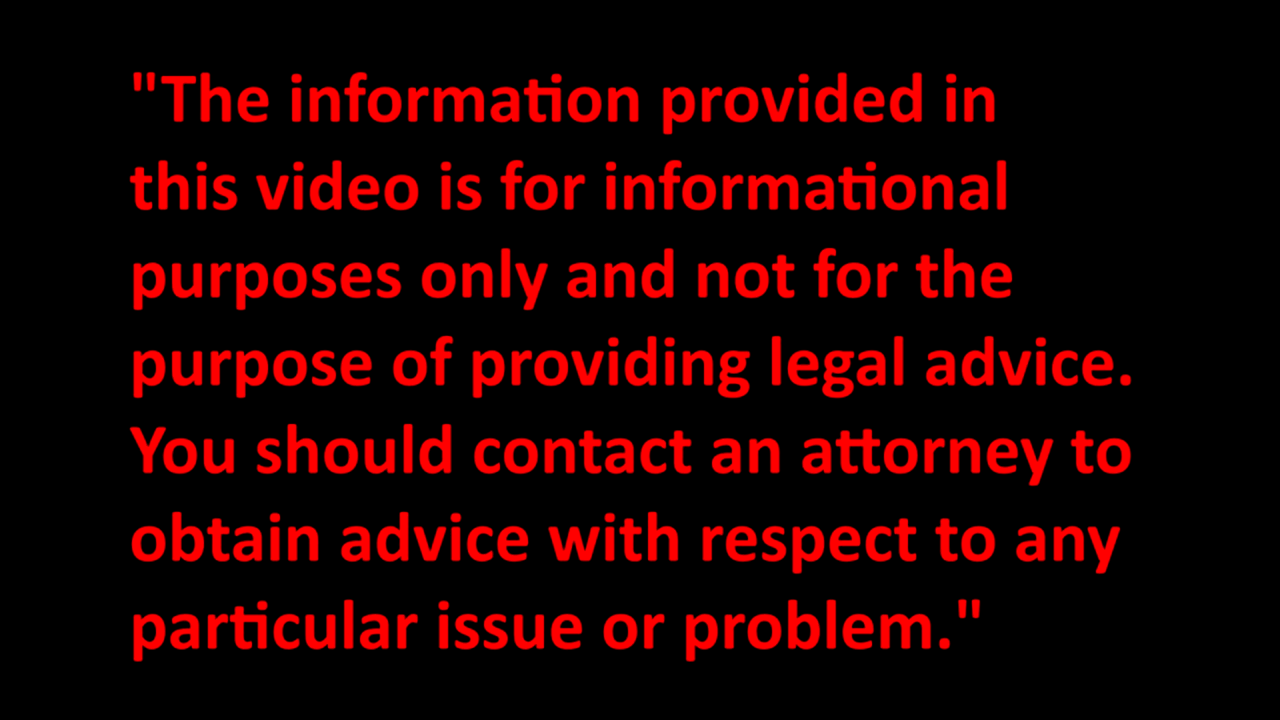 "The information provided in
this video is for informational
purposes only and not for the
purpose of providing legal advice.
You should contact an attorney to
obtain advice with respect to any
particular issue or problem."